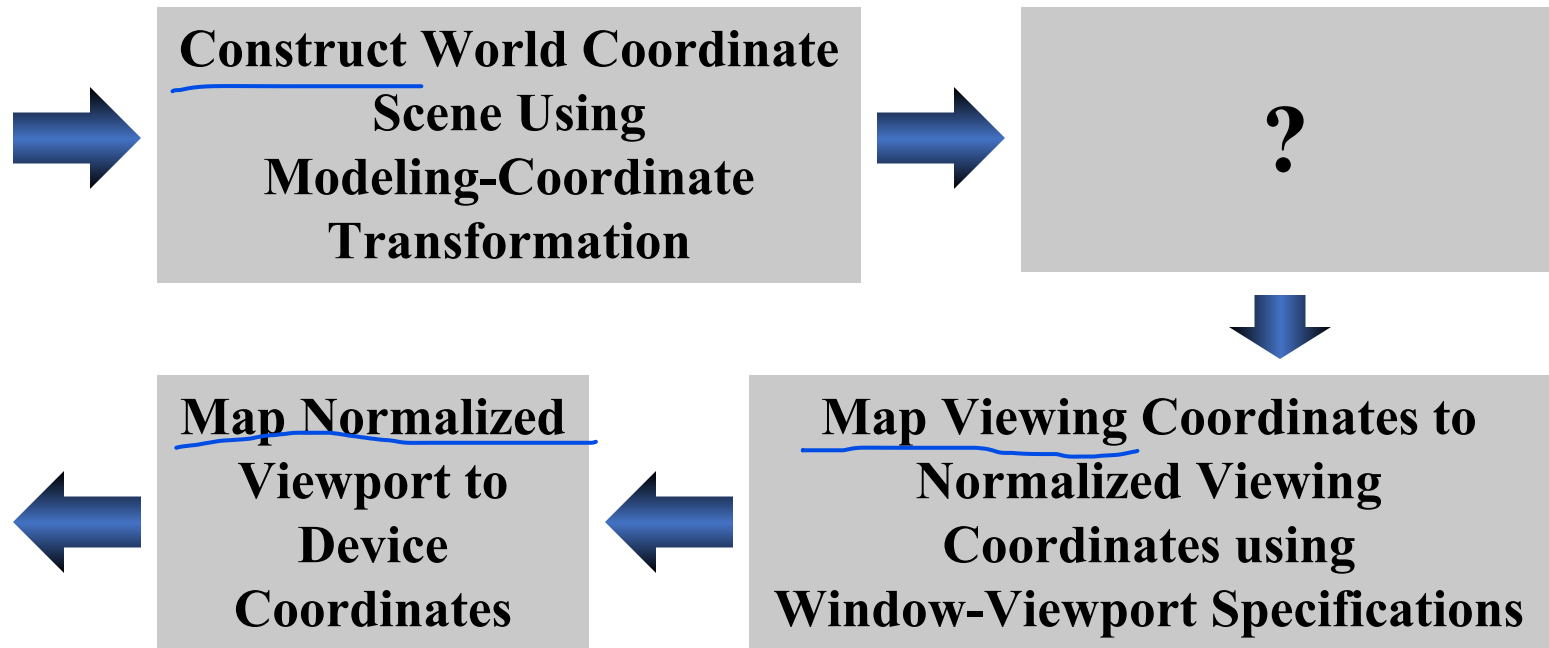 Construct World Coordinate
Scene Using
Modeling-Coordinate
Transformation
?
Map Viewing Coordinates to
Normalized Viewing
Coordinates using
Window-Viewport Specifications
Map Normalized
Viewport to
Device
Coordinates